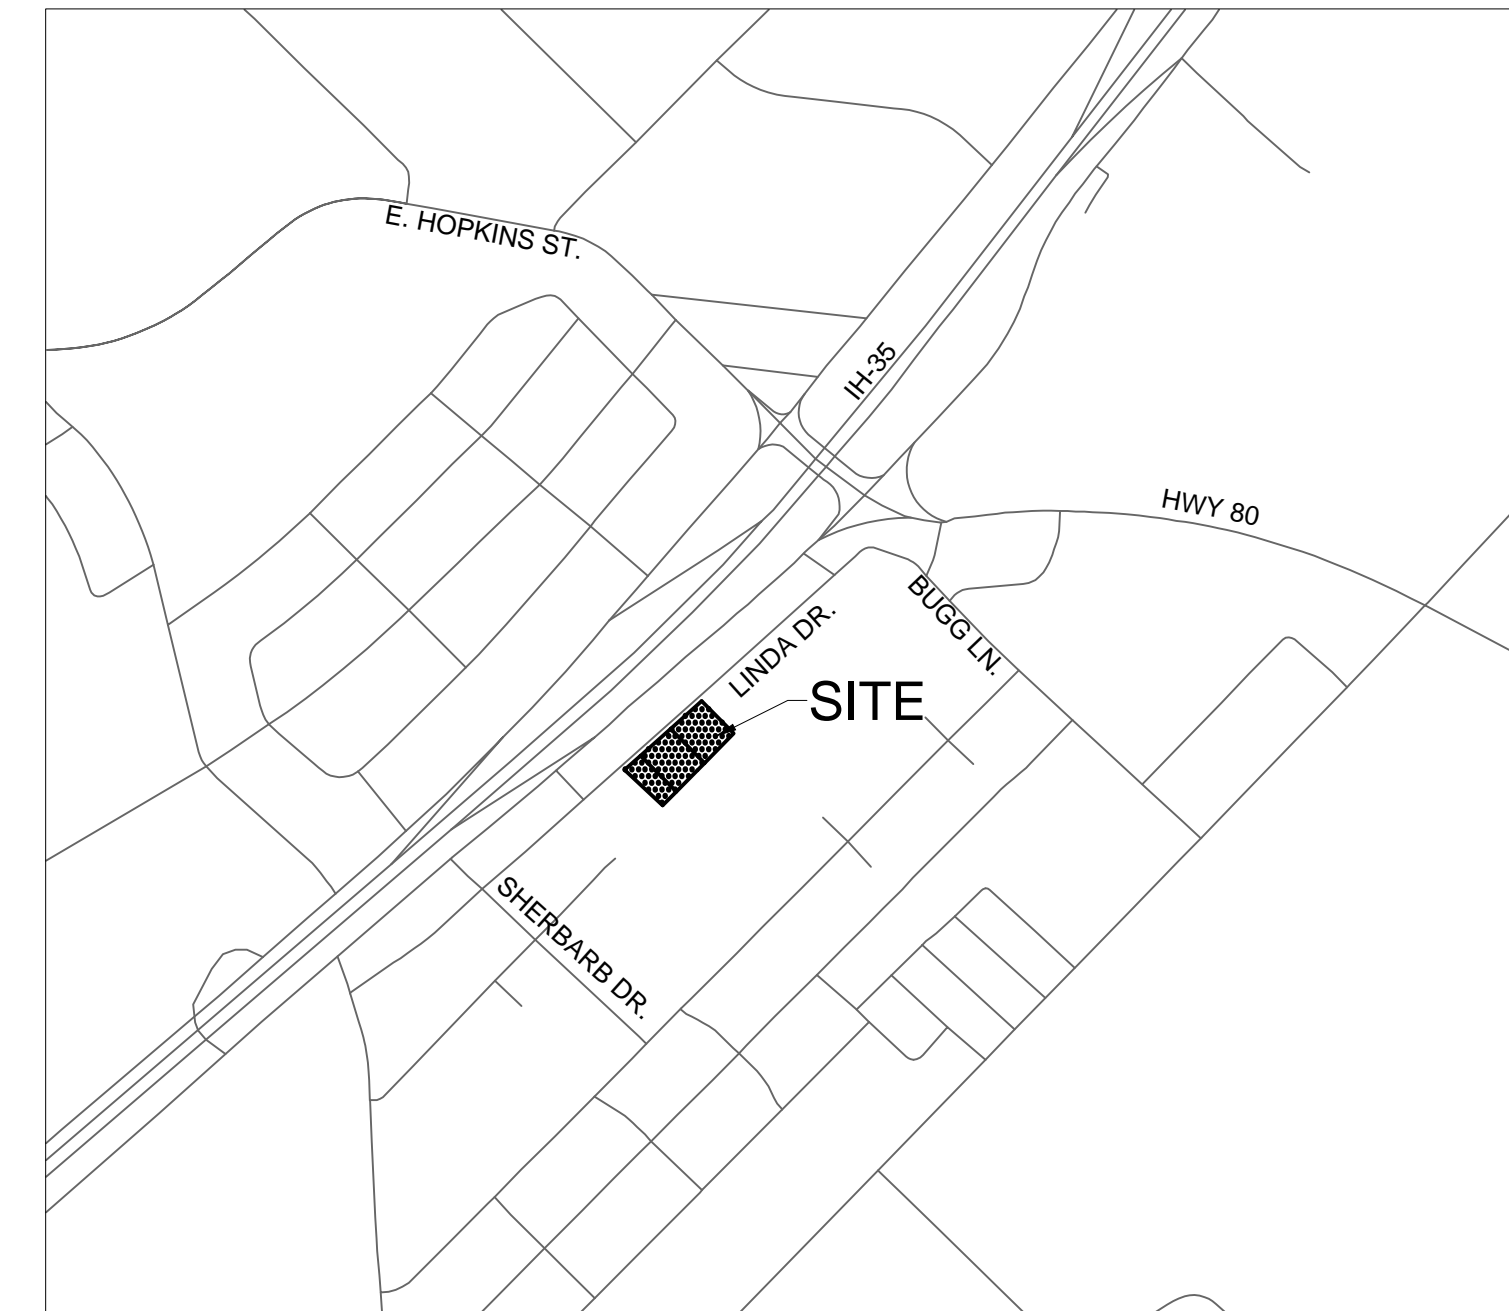 E. HOPKINS ST.
IH-35
HWY 80
BUGG LN.
LINDA DR.
SITE
SHERBARB DR.